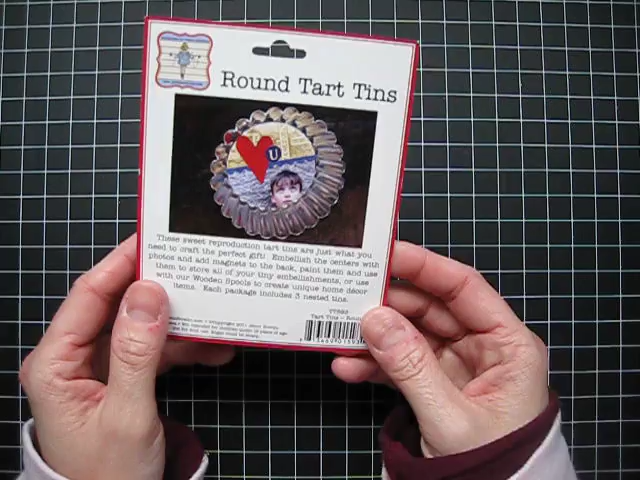 Round Tart Tins
U
These sweet reproduction tart tins are just what you
need to craft the perfect gift! Embellish the centers with
photos and add magnets to the back, paint them and use
them to store all of your tiny embellishments, or use
with our Wooden Spools to create unique home décor
items. Each package includes 3 nested tins.
Tart Tins - Round